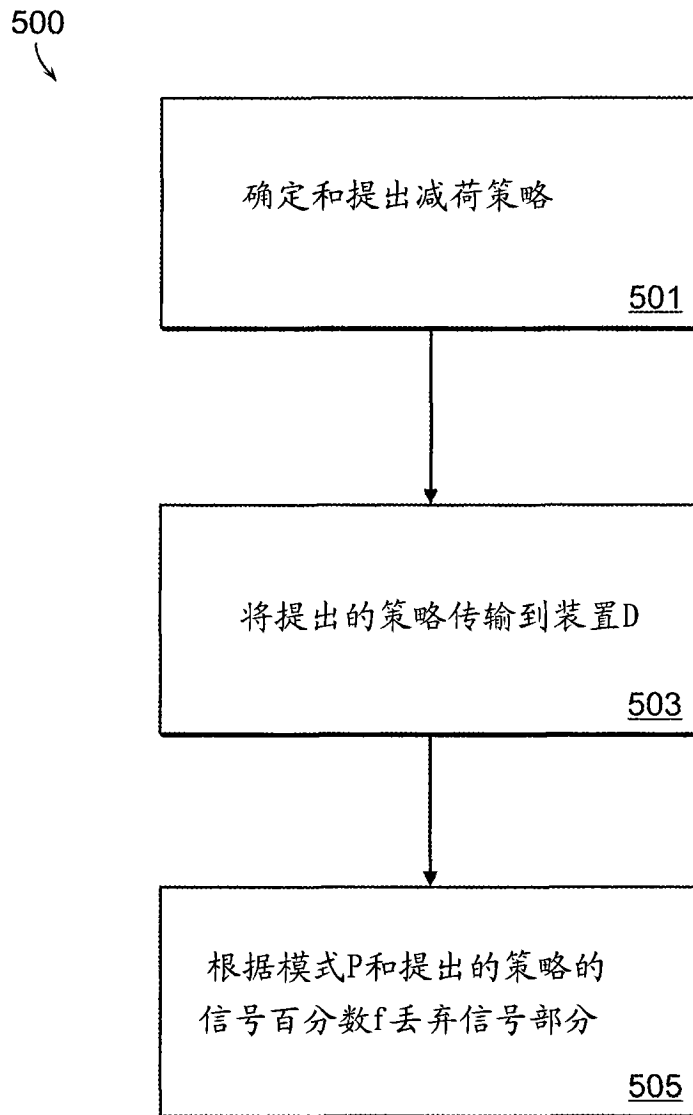 500
确定和提出减荷策略
501
将提出的策略传输到装置D
503
根据模式P和提出的策略的
信号百分数f丢弃信号部分
505